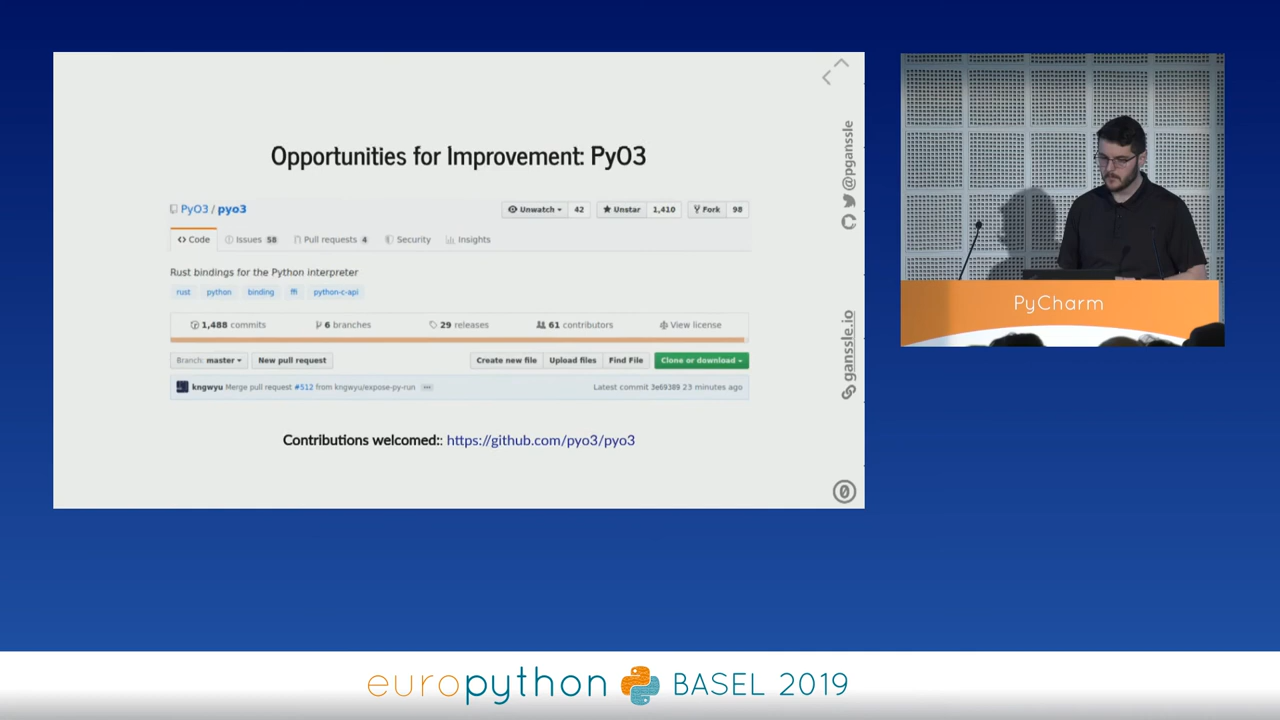 Opportunities for Improvement: PyO3
PyO3 / pyo3
Unwatch 42
Unstar 1,410
Fork 98
Code
Issues 58
Pull requests 4
Security
Insights
Rust bindings for the Python interpreter
rust python binding ffi python-c-api
1,488 commits
6 branches
29 releases
61 contributors
View license
Branch: master
New pull request
Create new file
Upload files
Find File
Clone or download
kngwyu Merge pull request #512 from kngwyu/expose-py-run
Latest commit 3e69389 23 minutes ago
Contributions welcomed:: https://github.com/pyo3/pyo3
@pganssle
ganssle.io
PyCharm
europython BASEL 2019